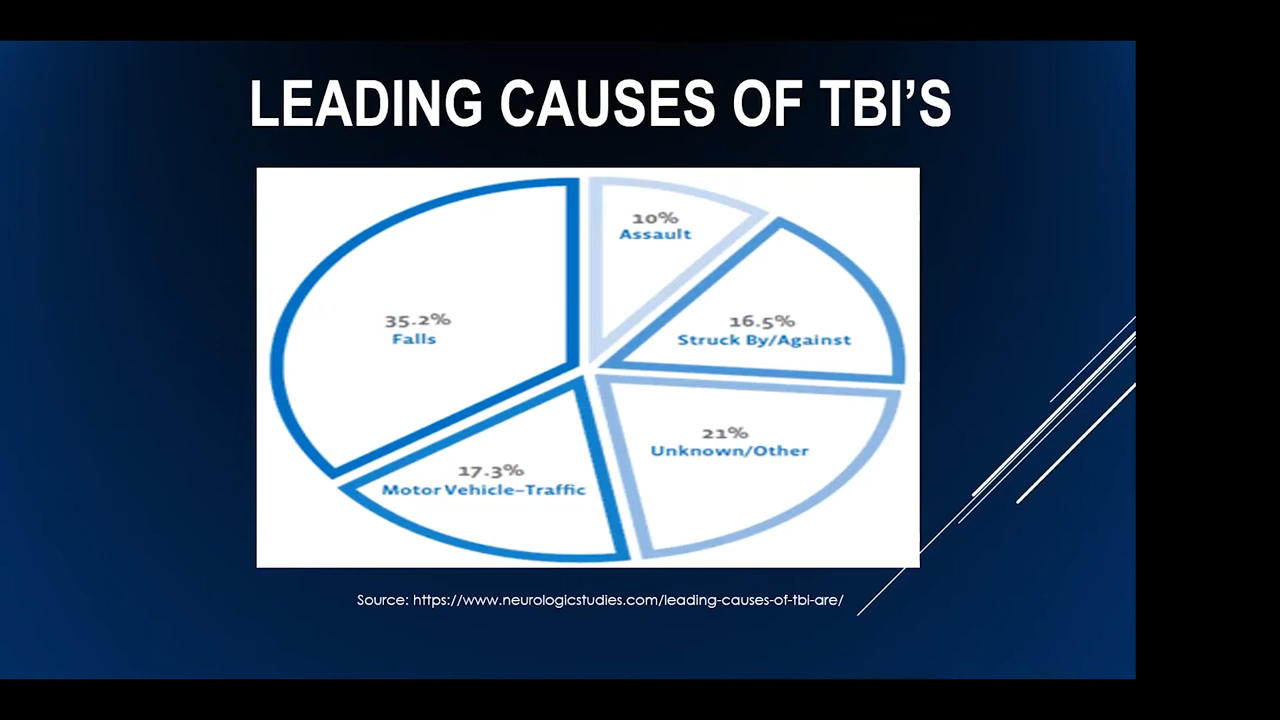 LEADING CAUSES OF TBI’S
10%
Assault
35.2%
Falls
16.5%
Struck By/Against
21%
Unknown/Other
17.3%
Motor Vehicle–Traffic
Source: https://www.neurologicstudies.com/leading-causes-of-tbi-are/